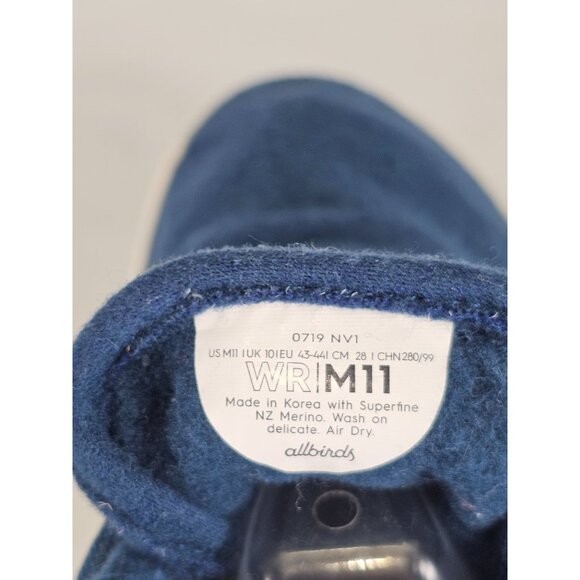 0719 NV1
US M11 | UK 10 | EU 43-44 | CM 28 | CHN 280/99
WR|M11
Made in Korea with Superfine
NZ Merino. Wash on
delicate. Air Dry.
allbirds